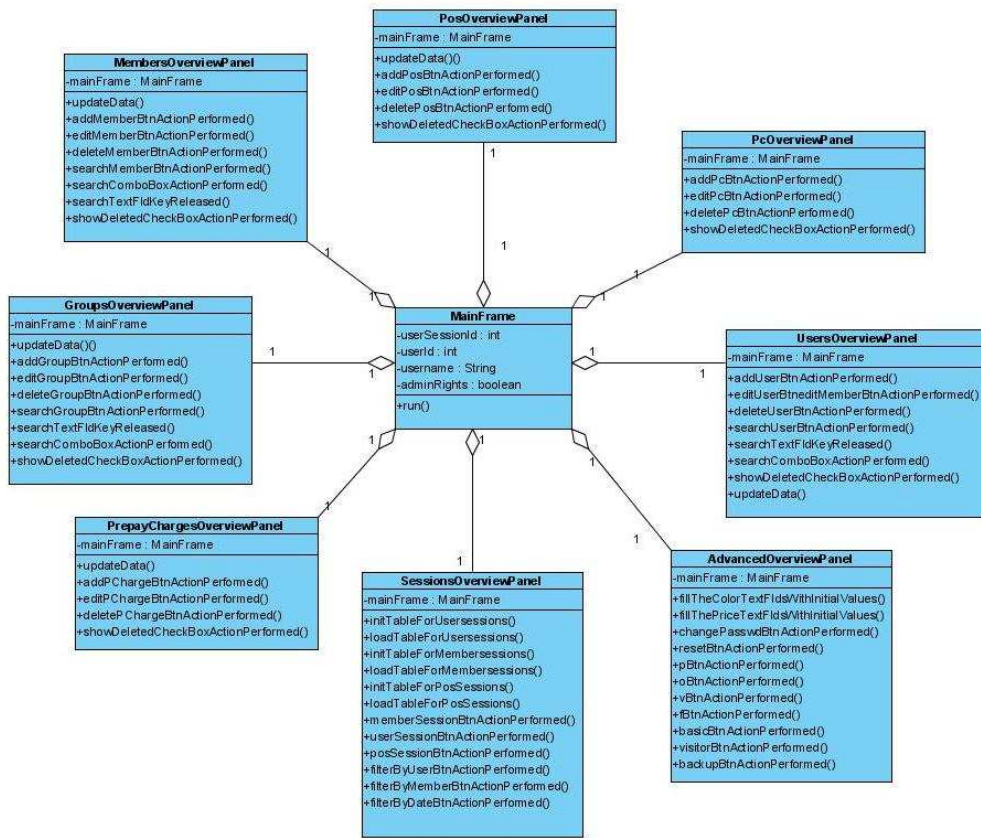 PosOverviewPanel
-mainFrame : MainFrame
+updateData()()
+addPosBtnActionPerformed()
+editPosBtnActionPerformed()
+deletePosBtnActionPerformed()
+showDeletedCheckBoxActionPerformed()
1
1
MembersOverviewPanel
-mainFrame : MainFrame
+updateData()
+addMemberBtnActionPerformed()
+editMemberBtnActionPerformed()
+deleteMemberBtnActionPerformed()
+searchMemberBtnActionPerformed()
+searchComboBoxActionPerformed()
+searchTextFldKeyReleased()
+showDeletedCheckBoxActionPerformed()
1
1
PcOverviewPanel
-mainFrame : MainFrame
+addPcBtnActionPerformed()
+editPcBtnActionPerformed()
+deletePcBtnActionPerformed()
+showDeletedCheckBoxActionPerformed()
1
1
GroupsOverviewPanel
-mainFrame : MainFrame
+updateData()()
+addGroupBtnActionPerformed()
+editGroupBtnActionPerformed()
+deleteGroupBtnActionPerformed()
+searchGroupBtnActionPerformed()
+searchTextFldKeyReleased()
+searchComboBoxActionPerformed()
+showDeletedCheckBoxActionPerformed()
1
1
MainFrame
-userSessionId : int
-userId : int
-username : String
-adminRights : boolean
+run()
1
1
UsersOverviewPanel
-mainFrame : MainFrame
+addUserBtnActionPerformed()
+editUserBtneditMemberBtnActionPerformed()
+deleteUserBtnActionPerformed()
+searchUserBtnActionPerformed()
+searchTextFldKeyReleased()
+searchComboBoxActionPerformed()
+showDeletedCheckBoxActionPerformed()
+updateData()
1
1
PrepayChargesOverviewPanel
-mainFrame : MainFrame
+updateData()
+addPChargeBtnActionPerformed()
+editPChargeBtnActionPerformed()
+deletePChargeBtnActionPerformed()
+showDeletedCheckBoxActionPerformed()
1
1
SessionsOverviewPanel
-mainFrame : MainFrame
+initTableForUsersessions()
+loadTableForUsersessions()
+initTableForMembersessions()
+loadTableForMembersessions()
+initTableForPosSessions()
+loadTableForPosSessions()
+memberSessionBtnActionPerformed()
+userSessionBtnActionPerformed()
+posSessionBtnActionPerformed()
+filterByUserBtnActionPerformed()
+filterByMemberBtnActionPerformed()
+filterByDateBtnActionPerformed()
1
1
AdvancedOverviewPanel
-mainFrame : MainFrame
+fillTheColorTextFldsWithInitialValues()
+fillThePriceTextFldsWithInitialValues()
+changePasswdBtnActionPerformed()
+resetBtnActionPerformed()
+pBtnActionPerformed()
+oBtnActionPerformed()
+vBtnActionPerformed()
+fBtnActionPerformed()
+basicBtnActionPerformed()
+visitorBtnActionPerformed()
+backupBtnActionPerformed()